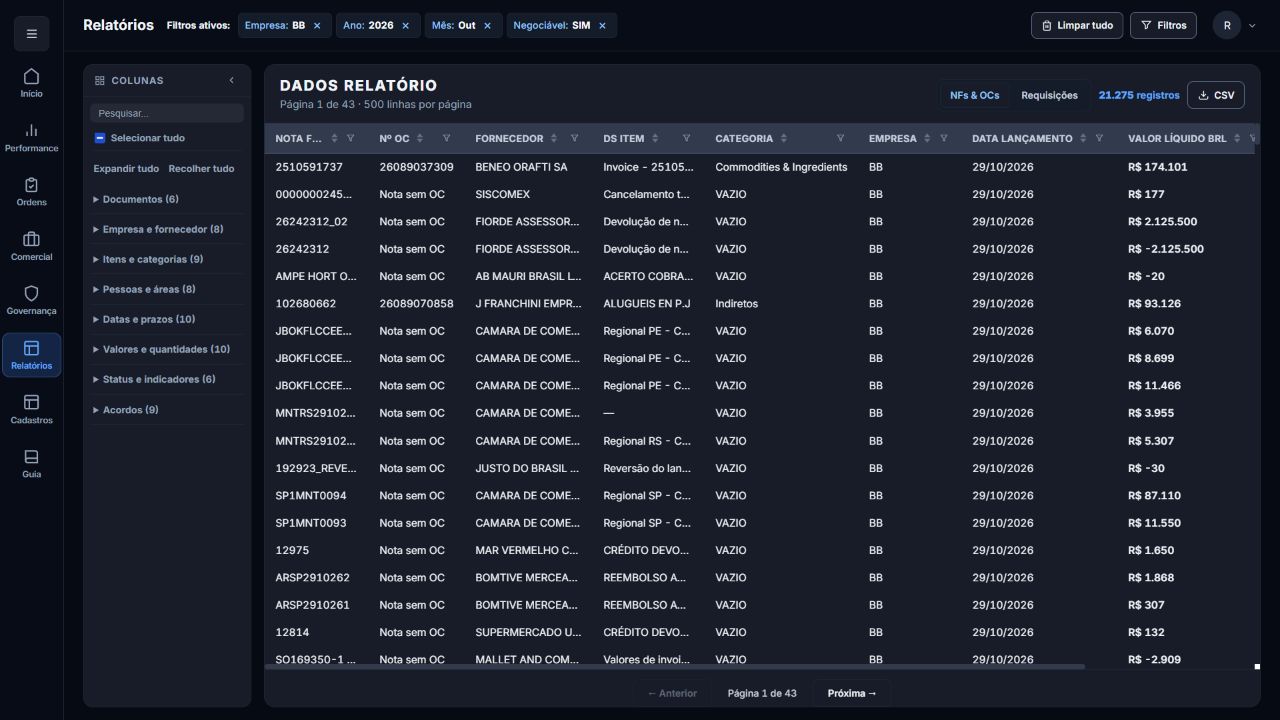 Relatórios Filtros ativos: Empresa: BB × Ano: 2026 × Mês: Out × Negociável: SIM × Limpar tudo Filtros R
Início
Performance
Ordens
Comercial
Governança
Relatórios
Cadastros
Guia
COLUNAS
Pesquisar...
Selecionar tudo
Expandir tudo Recolher tudo
▸ Documentos (6)
▸ Empresa e fornecedor (8)
▸ Itens e categorias (9)
▸ Pessoas e áreas (8)
▸ Datas e prazos (10)
▸ Valores e quantidades (10)
▸ Status e indicadores (6)
▸ Acordos (9)
DADOS RELATÓRIO
Página 1 de 43 · 500 linhas por página
NFs & OCs Requisições 21.275 registros CSV
NOTA F... Nº OC FORNECEDOR DS ITEM CATEGORIA EMPRESA DATA LANÇAMENTO VALOR LÍQUIDO BRL
2510591737 26089037309 BENEO ORAFTI SA Invoice - 25105... Commodities & Ingredients BB 29/10/2026 R$ 174.101
0000000245... Nota sem OC SISCOMEX Cancelamento t... VAZIO BB 29/10/2026 R$ 177
26242312_02 Nota sem OC FIORDE ASSESSOR... Devolução de n... VAZIO BB 29/10/2026 R$ 2.125.500
26242312 Nota sem OC FIORDE ASSESSOR... Devolução de n... VAZIO BB 29/10/2026 R$ -2.125.500
AMPE HORT O... Nota sem OC AB MAURI BRASIL L... ACERTO COBRA... VAZIO BB 29/10/2026 R$ -20
102680662 26089070858 J FRANCHINI EMPR... ALUGUEIS EN P.J Indiretos BB 29/10/2026 R$ 93.126
JBOKFLCCEE... Nota sem OC CAMARA DE COME... Regional PE - C... VAZIO BB 29/10/2026 R$ 6.070
JBOKFLCCEE... Nota sem OC CAMARA DE COME... Regional PE - C... VAZIO BB 29/10/2026 R$ 8.699
JBOKFLCCEE... Nota sem OC CAMARA DE COME... Regional PE - C... VAZIO BB 29/10/2026 R$ 11.466
MNTRS29102... Nota sem OC CAMARA DE COME... — VAZIO BB 29/10/2026 R$ 3.955
MNTRS29102... Nota sem OC CAMARA DE COME... Regional RS - C... VAZIO BB 29/10/2026 R$ 5.307
192923_REVE... Nota sem OC JUSTO DO BRASIL ... Reversão do lan... VAZIO BB 29/10/2026 R$ -30
SP1MNT0094 Nota sem OC CAMARA DE COME... Regional SP - C... VAZIO BB 29/10/2026 R$ 87.110
SP1MNT0093 Nota sem OC CAMARA DE COME... Regional SP - C... VAZIO BB 29/10/2026 R$ 11.550
12975 Nota sem OC MAR VERMELHO C... CRÉDITO DEVO... VAZIO BB 29/10/2026 R$ 1.650
ARSP2910262 Nota sem OC BOMTIVE MERCEA... REEMBOLSO A... VAZIO BB 29/10/2026 R$ 1.868
ARSP2910261 Nota sem OC BOMTIVE MERCEA... REEMBOLSO A... VAZIO BB 29/10/2026 R$ 307
12814 Nota sem OC SUPERMERCADO U... CRÉDITO DEVO... VAZIO BB 29/10/2026 R$ 132
SO169350-1 ... Nota sem OC MALLET AND COM... Valores de invoi... VAZIO BB 29/10/2026 R$ -2.909
← Anterior Página 1 de 43 Próxima →